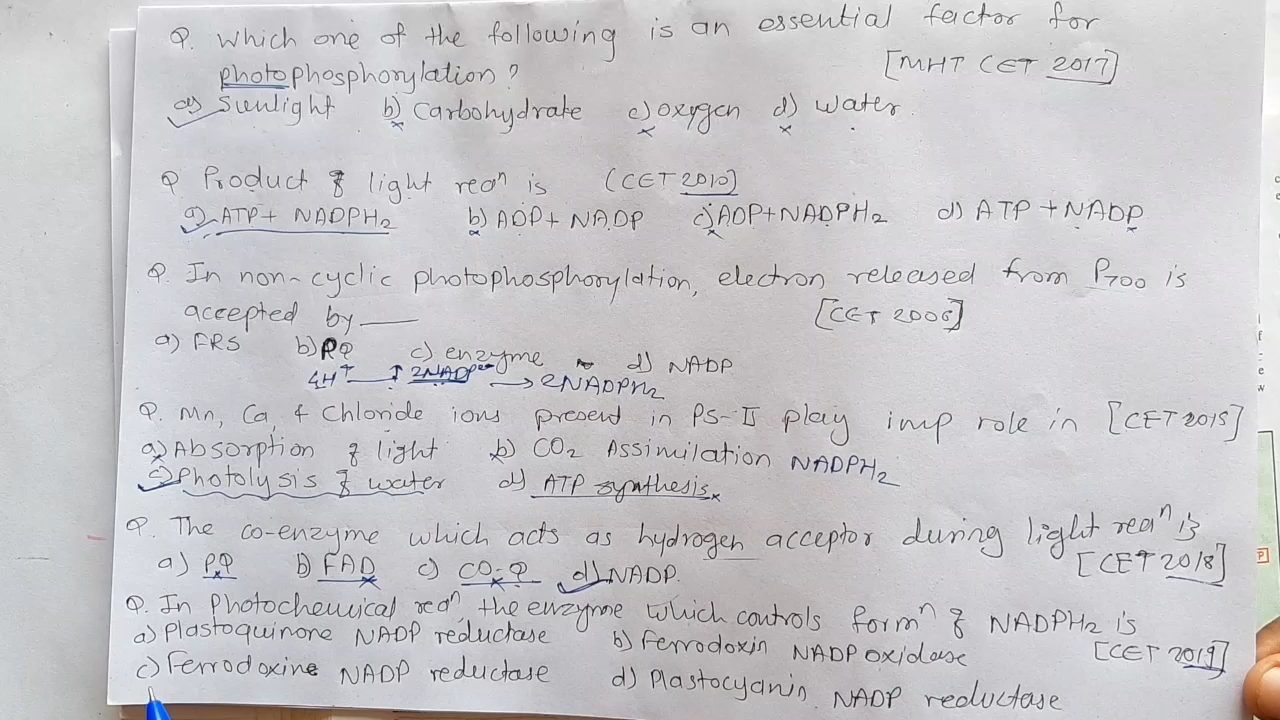 Q. Which one of the following is an essential factor for
photophosphorylation? [MHT CET 2017]
a) Sunlight b) Carbohydrate c) oxygen d) water
Q Product of light reaⁿ is (CET 2010]
a) ATP + NADPH2 b) ADP + NADP c) ADP+NADPH2 d) ATP + NADP
Q. In non-cyclic photophosphorylation, electron released from P700 is
accepted by — [CET 2006]
a) FRS b) PQ c) enzyme d) NADP
4H⁺ 2NADP → 2NADPH2
Q. Mn, Ca, & Chloride ions present in PS-II play imp role in [CET 2015]
a) Absorption of light b) CO2 Assimilation NADPH2
c) Photolysis of water d) ATP synthesis
Q. The co-enzyme which acts as hydrogen acceptor during light reaⁿ is
a) PQ b) FAD c) CO-Q d) NADP. [CET 2018]
Q. In Photochemical reaⁿ, the enzyme which controls formⁿ of NADPH2 is
a) Plastoquinone NADP reductase b) Ferrodoxin NADP oxidase [CET 2019]
c) Ferrodoxine NADP reductase d) Plastocyanin NADP reductase